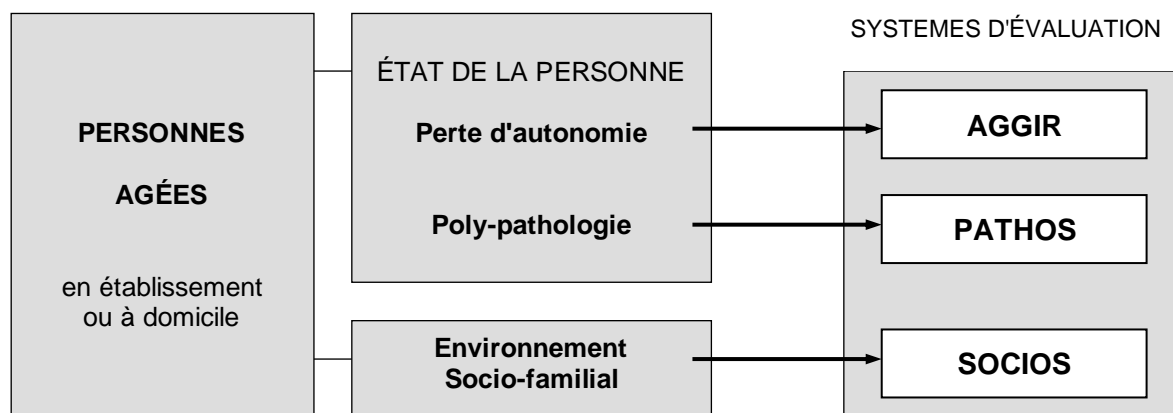 SYSTEMES D'ÉVALUATION
PERSONNES
AGÉES
en établissement
ou à domicile
ÉTAT DE LA PERSONNE
Perte d'autonomie
Poly-pathologie
Environnement
Socio-familial
AGGIR
PATHOS
SOCIOS